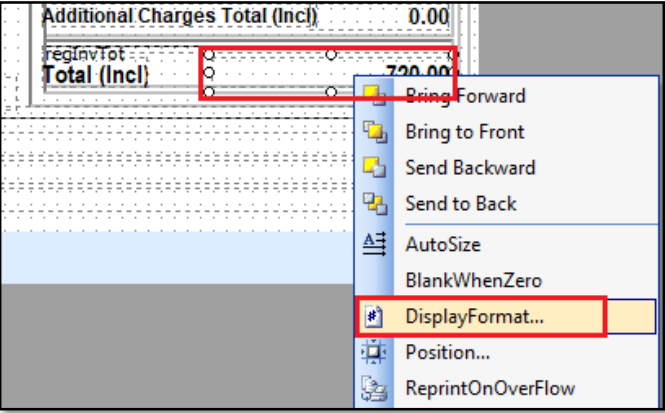 Additional Charges Total (Incl) 0.00
regInvTot
Total (Incl) 720.00
Bring Forward
Bring to Front
Send Backward
Send to Back
AutoSize
BlankWhenZero
DisplayFormat...
Position...
ReprintOnOverFlow